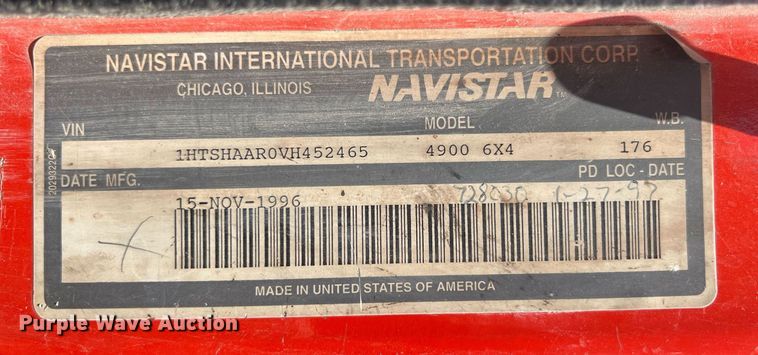 NAVISTAR INTERNATIONAL TRANSPORTATION CORP.
CHICAGO, ILLINOIS NAVISTAR TM
VIN MODEL W.B.
1HTSHAAR0VH452465 4900 6X4 176
DATE MFG. PD LOC - DATE
15-NOV-1996 728030 1-27-97
MADE IN UNITED STATES OF AMERICA
Purple Wave Auction